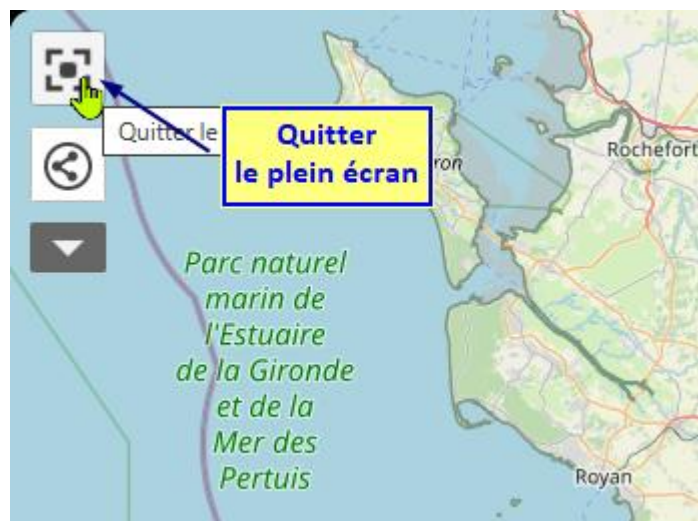 Quitter le
Quitter
le plein écran
ron
Rochefort
Parc naturel
marin de
l'Estuaire
de la Gironde
et de la
Mer des
Pertuis
Royan